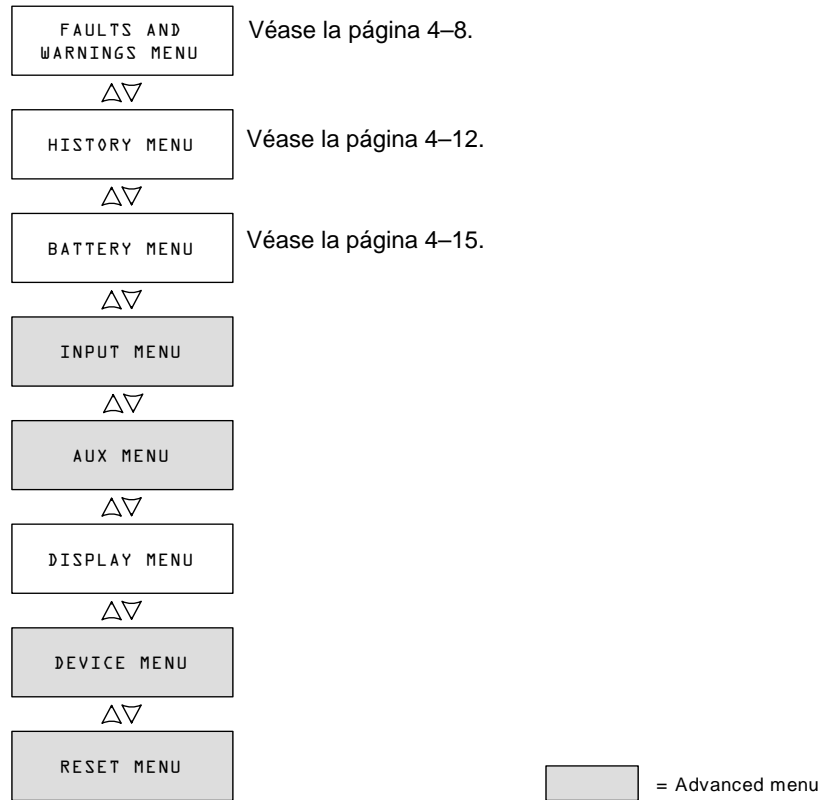 FAULTS AND
WARNINGS MENU
Véase la página 4–8.
HISTORY MENU
Véase la página 4–12.
BATTERY MENU
Véase la página 4–15.
INPUT MENU
AUX MENU
DISPLAY MENU
DEVICE MENU
RESET MENU
= Advanced menu